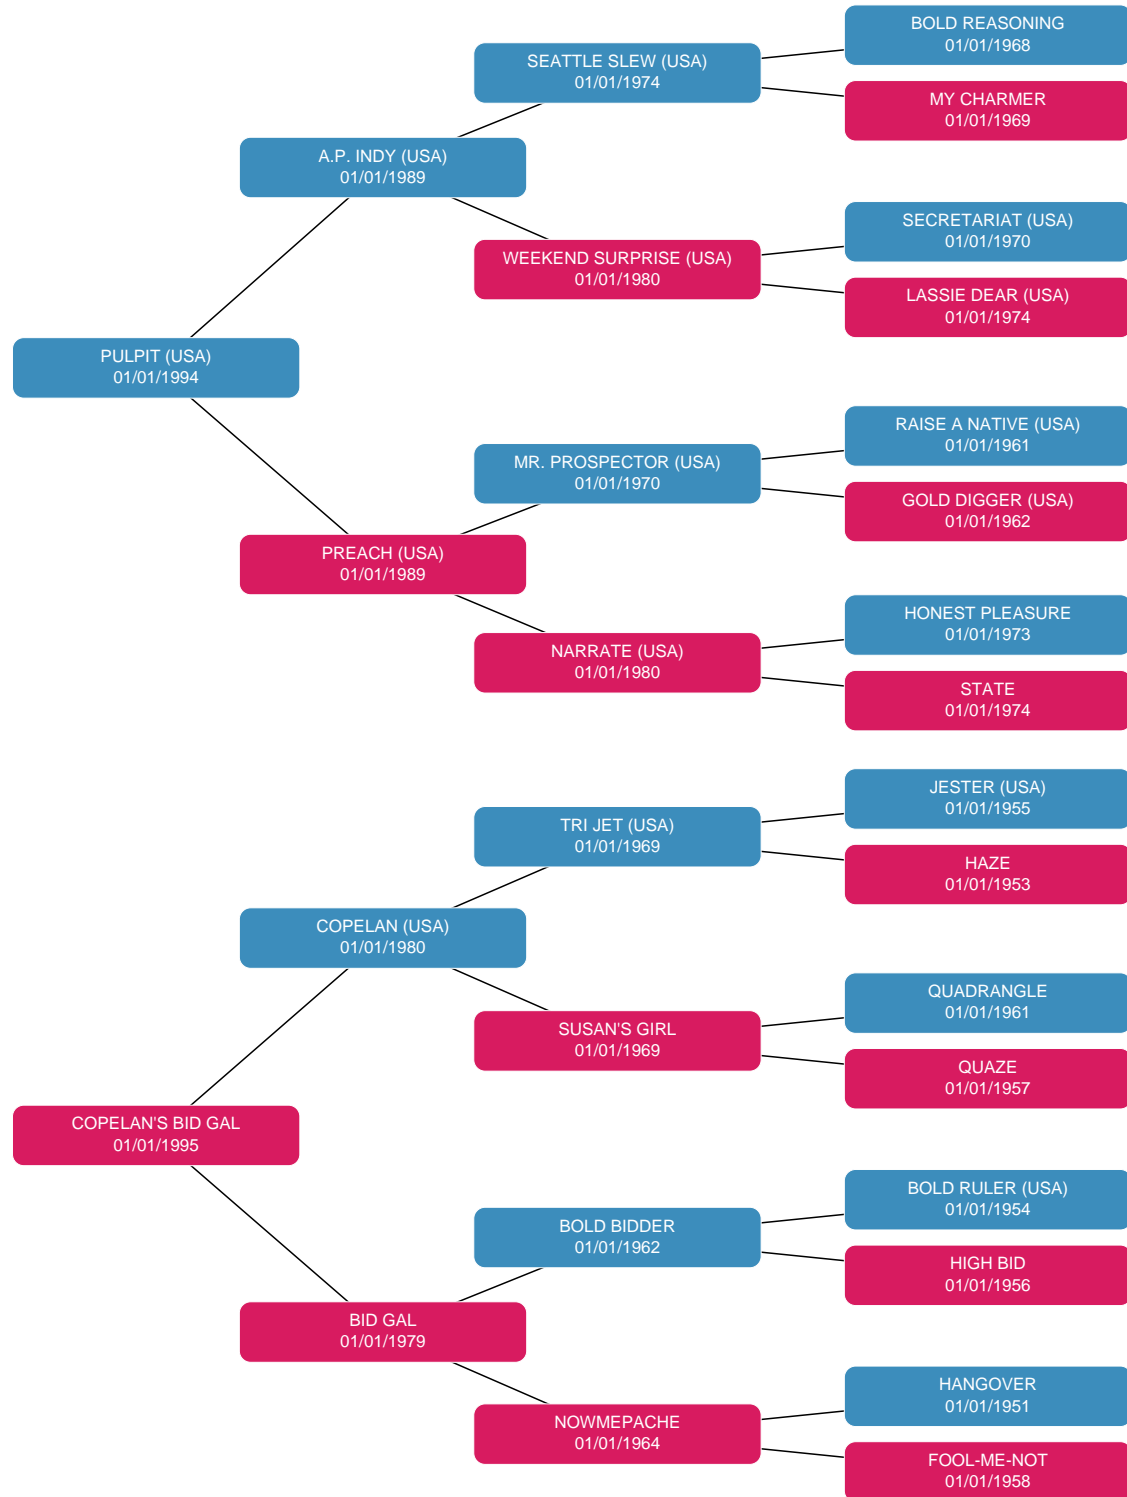 BOLD REASONING
01/01/1968
SEATTLE SLEW (USA)
01/01/1974
MY CHARMER
01/01/1969
A.P. INDY (USA)
01/01/1989
SECRETARIAT (USA)
01/01/1970
WEEKEND SURPRISE (USA)
01/01/1980
LASSIE DEAR (USA)
01/01/1974
PULPIT (USA)
01/01/1994
RAISE A NATIVE (USA)
01/01/1961
MR. PROSPECTOR (USA)
01/01/1970
GOLD DIGGER (USA)
01/01/1962
PREACH (USA)
01/01/1989
HONEST PLEASURE
01/01/1973
NARRATE (USA)
01/01/1980
STATE
01/01/1974
JESTER (USA)
01/01/1955
TRI JET (USA)
01/01/1969
HAZE
01/01/1953
COPELAN (USA)
01/01/1980
QUADRANGLE
01/01/1961
SUSAN'S GIRL
01/01/1969
QUAZE
01/01/1957
COPELAN'S BID GAL
01/01/1995
BOLD RULER (USA)
01/01/1954
BOLD BIDDER
01/01/1962
HIGH BID
01/01/1956
BID GAL
01/01/1979
HANGOVER
01/01/1951
NOWMEPACHE
01/01/1964
FOOL-ME-NOT
01/01/1958